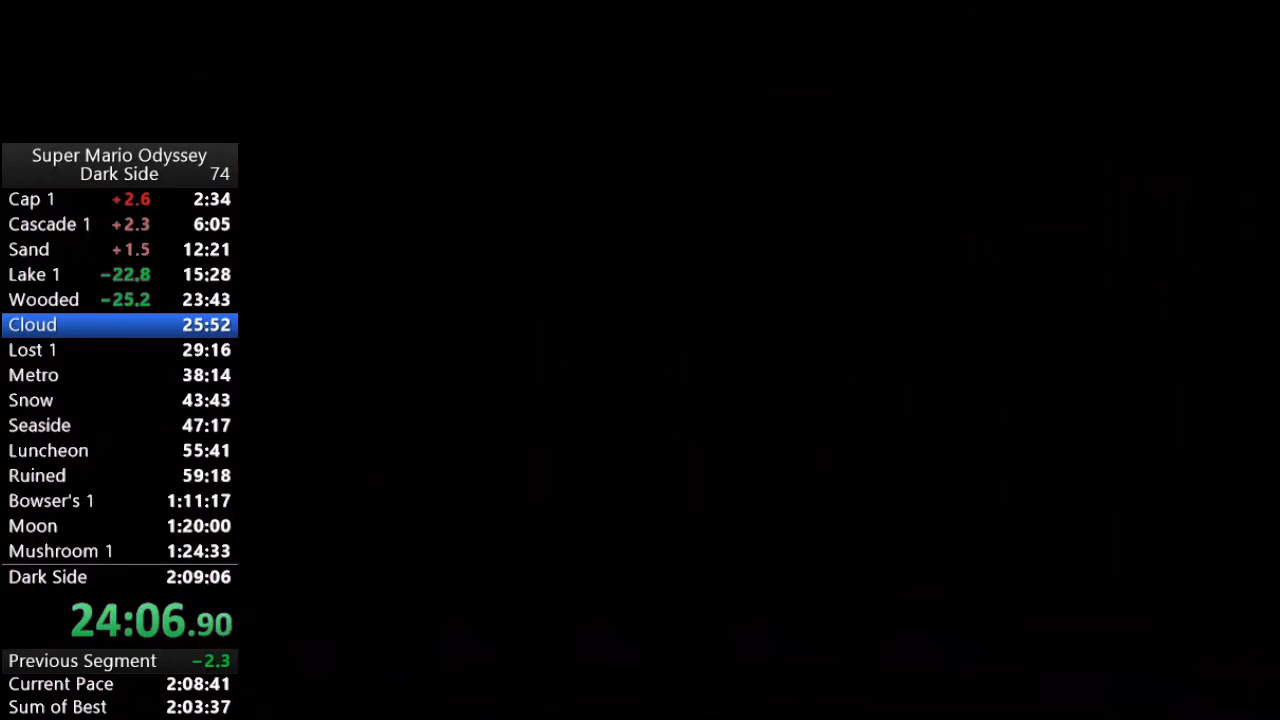 Super Mario Odyssey
Dark Side 74
Cap 1 +2.6 2:34
Cascade 1 +2.3 6:05
Sand +1.5 12:21
Lake 1 −22.8 15:28
Wooded −25.2 23:43
Cloud 25:52
Lost 1 29:16
Metro 38:14
Snow 43:43
Seaside 47:17
Luncheon 55:41
Ruined 59:18
Bowser's 1 1:11:17
Moon 1:20:00
Mushroom 1 1:24:33
Dark Side 2:09:06
24:06.90
Previous Segment −2.3
Current Pace 2:08:41
Sum of Best 2:03:37